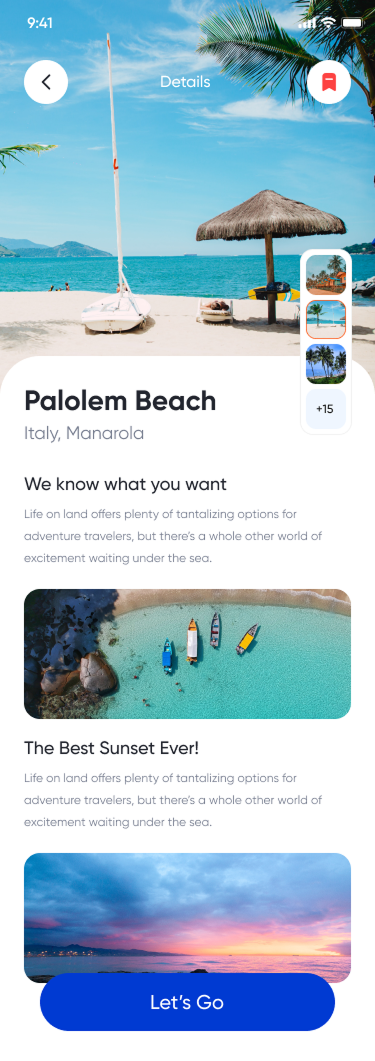 9:41
Details
+15
Palolem Beach
Italy, Manarola
We know what you want
Life on land offers plenty of tantalizing options for
adventure travelers, but there's a whole other world of
excitement waiting under the sea.
The Best Sunset Ever!
Life on land offers plenty of tantalizing options for
adventure travelers, but there's a whole other world of
excitement waiting under the sea.
Let's Go